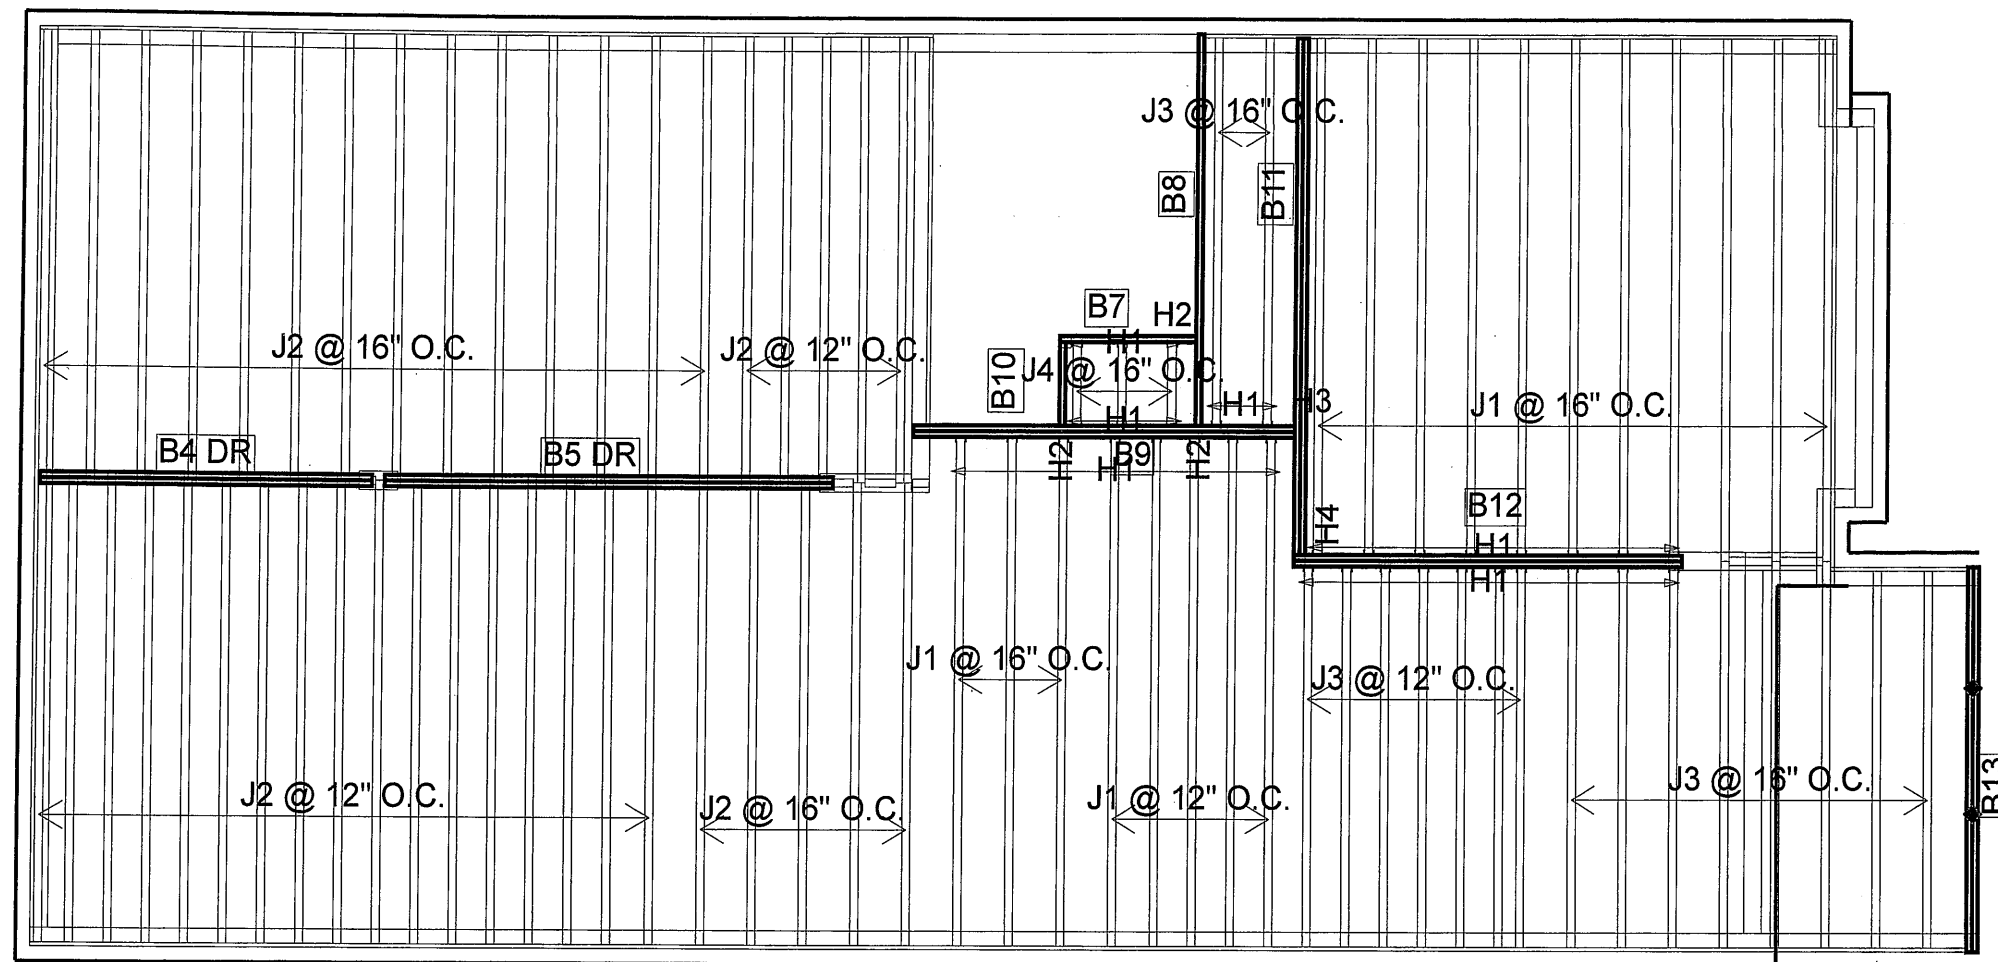 J3 @ 16" O.C.
B8
B11
B7
H2
H1
J2 @ 16" O.C.
J2 @ 12" O.C.
B10
J4 @ 16" O.C.
H1
H1
H3
J1 @ 16" O.C.
B4 DR
B5 DR
H2
B9
H1
H2
B12
H4
H1
H1
J1 @ 16" O.C.
J3 @ 12" O.C.
J3 @ 16" O.C.
B13
J2 @ 12" O.C.
J2 @ 16" O.C.
J1 @ 12" O.C.